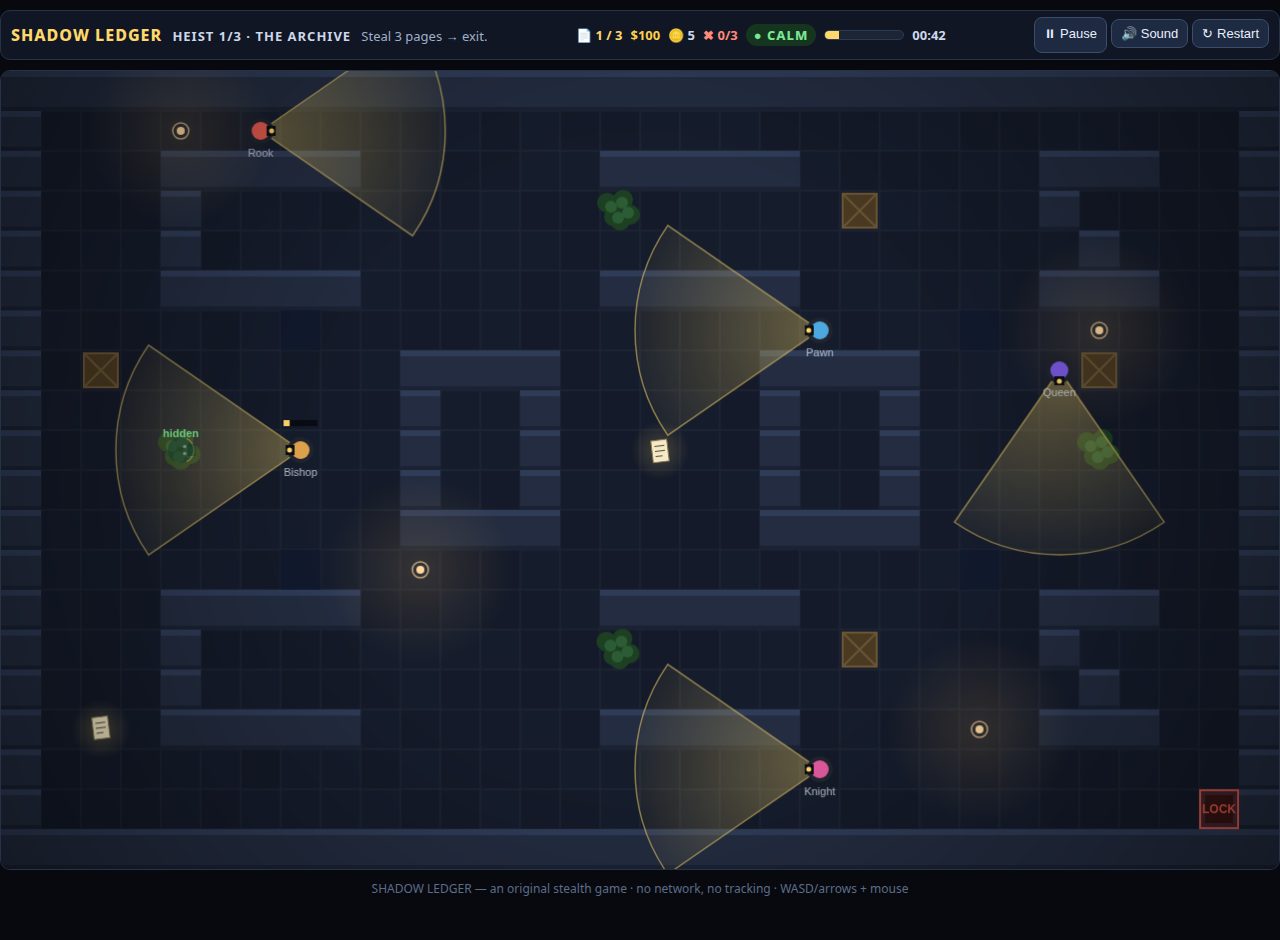 SHADOW LEDGER HEIST 1/3 · THE ARCHIVE Steal 3 pages → exit. 📄 1 / 3 $100 🪙 5 ✖ 0/3 ● CALM 00:42 ⏸ Pause 🔊 Sound ↻ Restart
Rook
Pawn
Queen
hidden
Bishop
Knight
LOCK
SHADOW LEDGER — an original stealth game · no network, no tracking · WASD/arrows + mouse